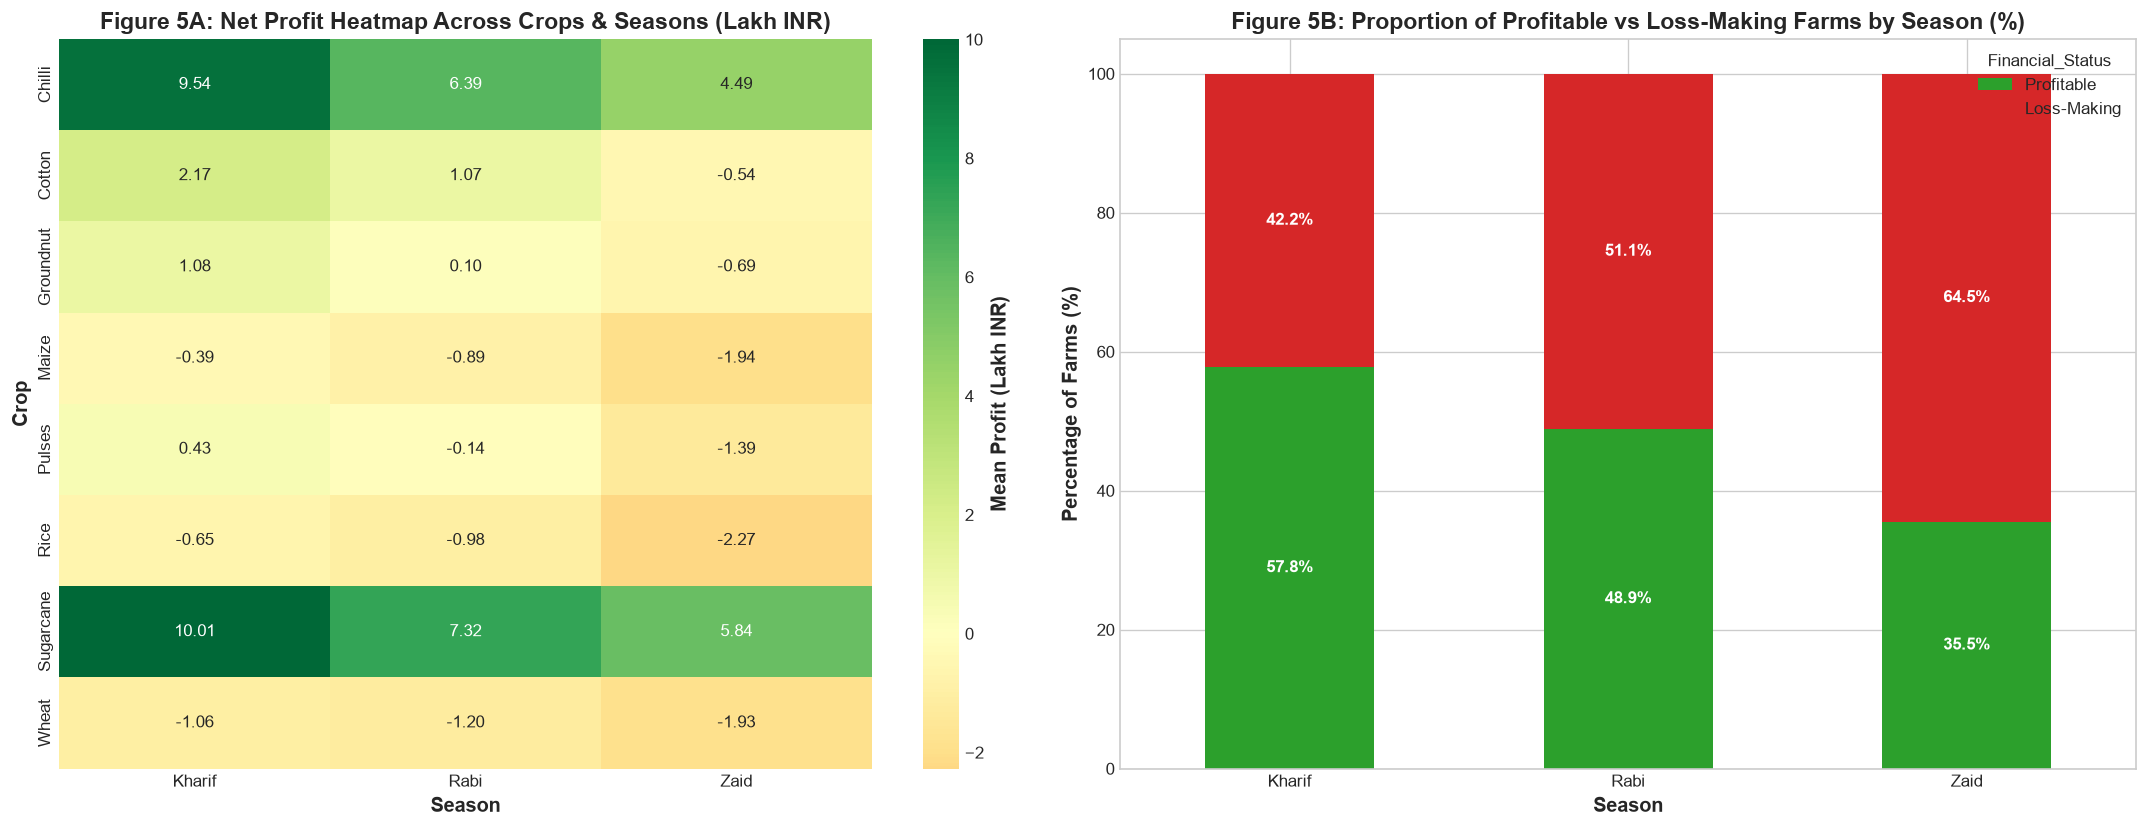 Figure 5A: Net Profit Heatmap Across Crops & Seasons (Lakh INR)
Crop
Chilli
9.54
6.39
4.49
Cotton
2.17
1.07
-0.54
Groundnut
1.08
0.10
-0.69
Maize
-0.39
-0.89
-1.94
Pulses
0.43
-0.14
-1.39
Rice
-0.65
-0.98
-2.27
Sugarcane
10.01
7.32
5.84
Wheat
-1.06
-1.20
-1.93
Kharif
Rabi
Zaid
Season
10
8
6
4
2
0
−2
Mean Profit (Lakh INR)
Figure 5B: Proportion of Profitable vs Loss-Making Farms by Season (%)
Financial_Status
Profitable
Loss-Making
Percentage of Farms (%)
100
80
60
40
20
0
42.2%
57.8%
51.1%
48.9%
64.5%
35.5%
Kharif
Rabi
Zaid
Season